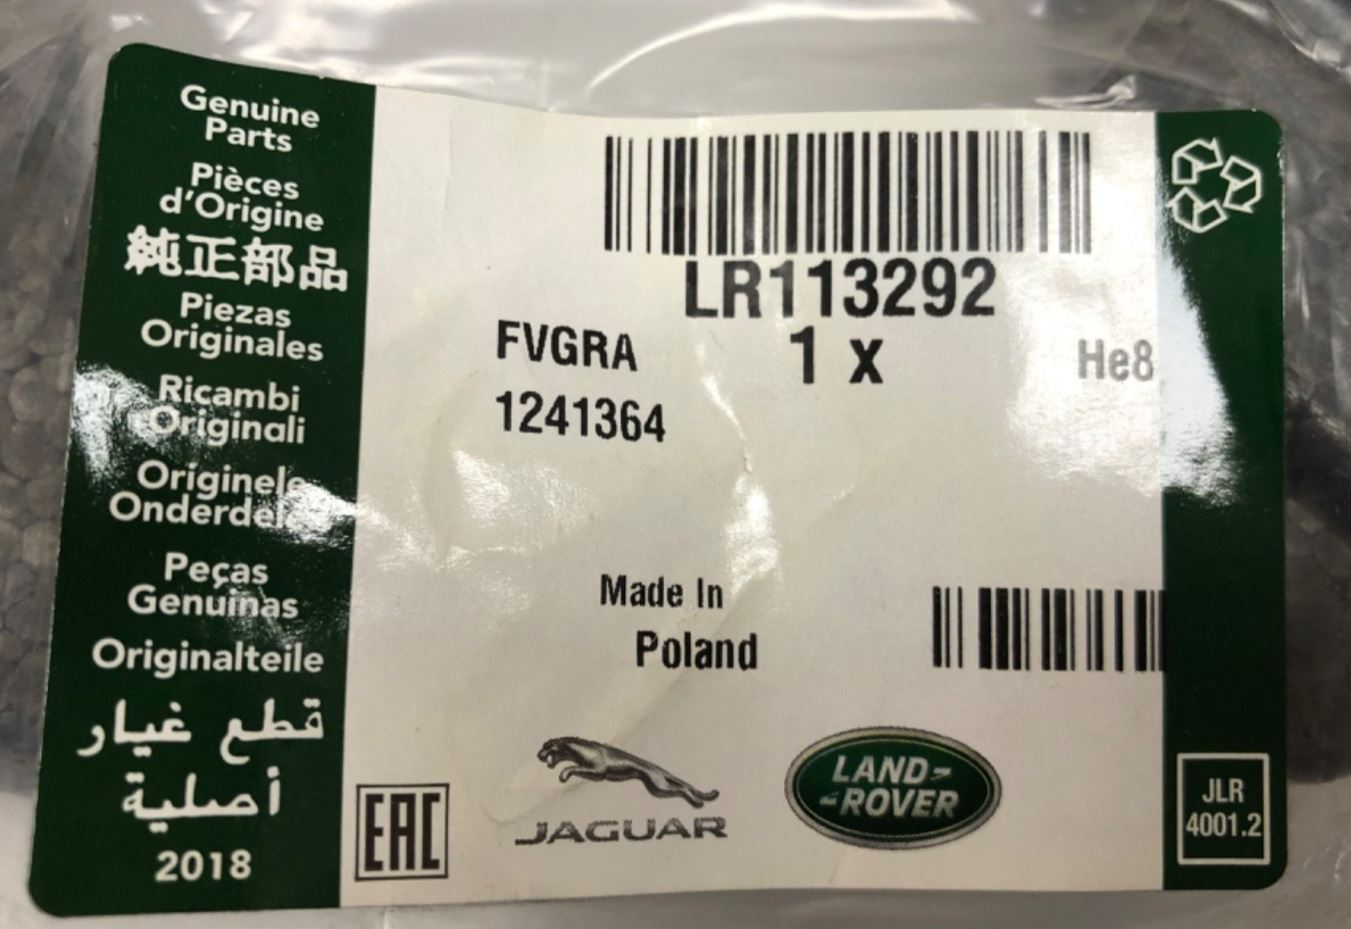 Genuine
Parts
Pièces
d'Origine
純正部品
Piezas
Originales
Ricambi
Originali
Originele
Peças
Genuinas
Originalteile
قطع غيار
أصلية
2018
LR113292
FVGRA
1 x
He8
1241364
Made In
Poland
EAC
JAGUAR
LAND-
ROVER
JLR
4001.2